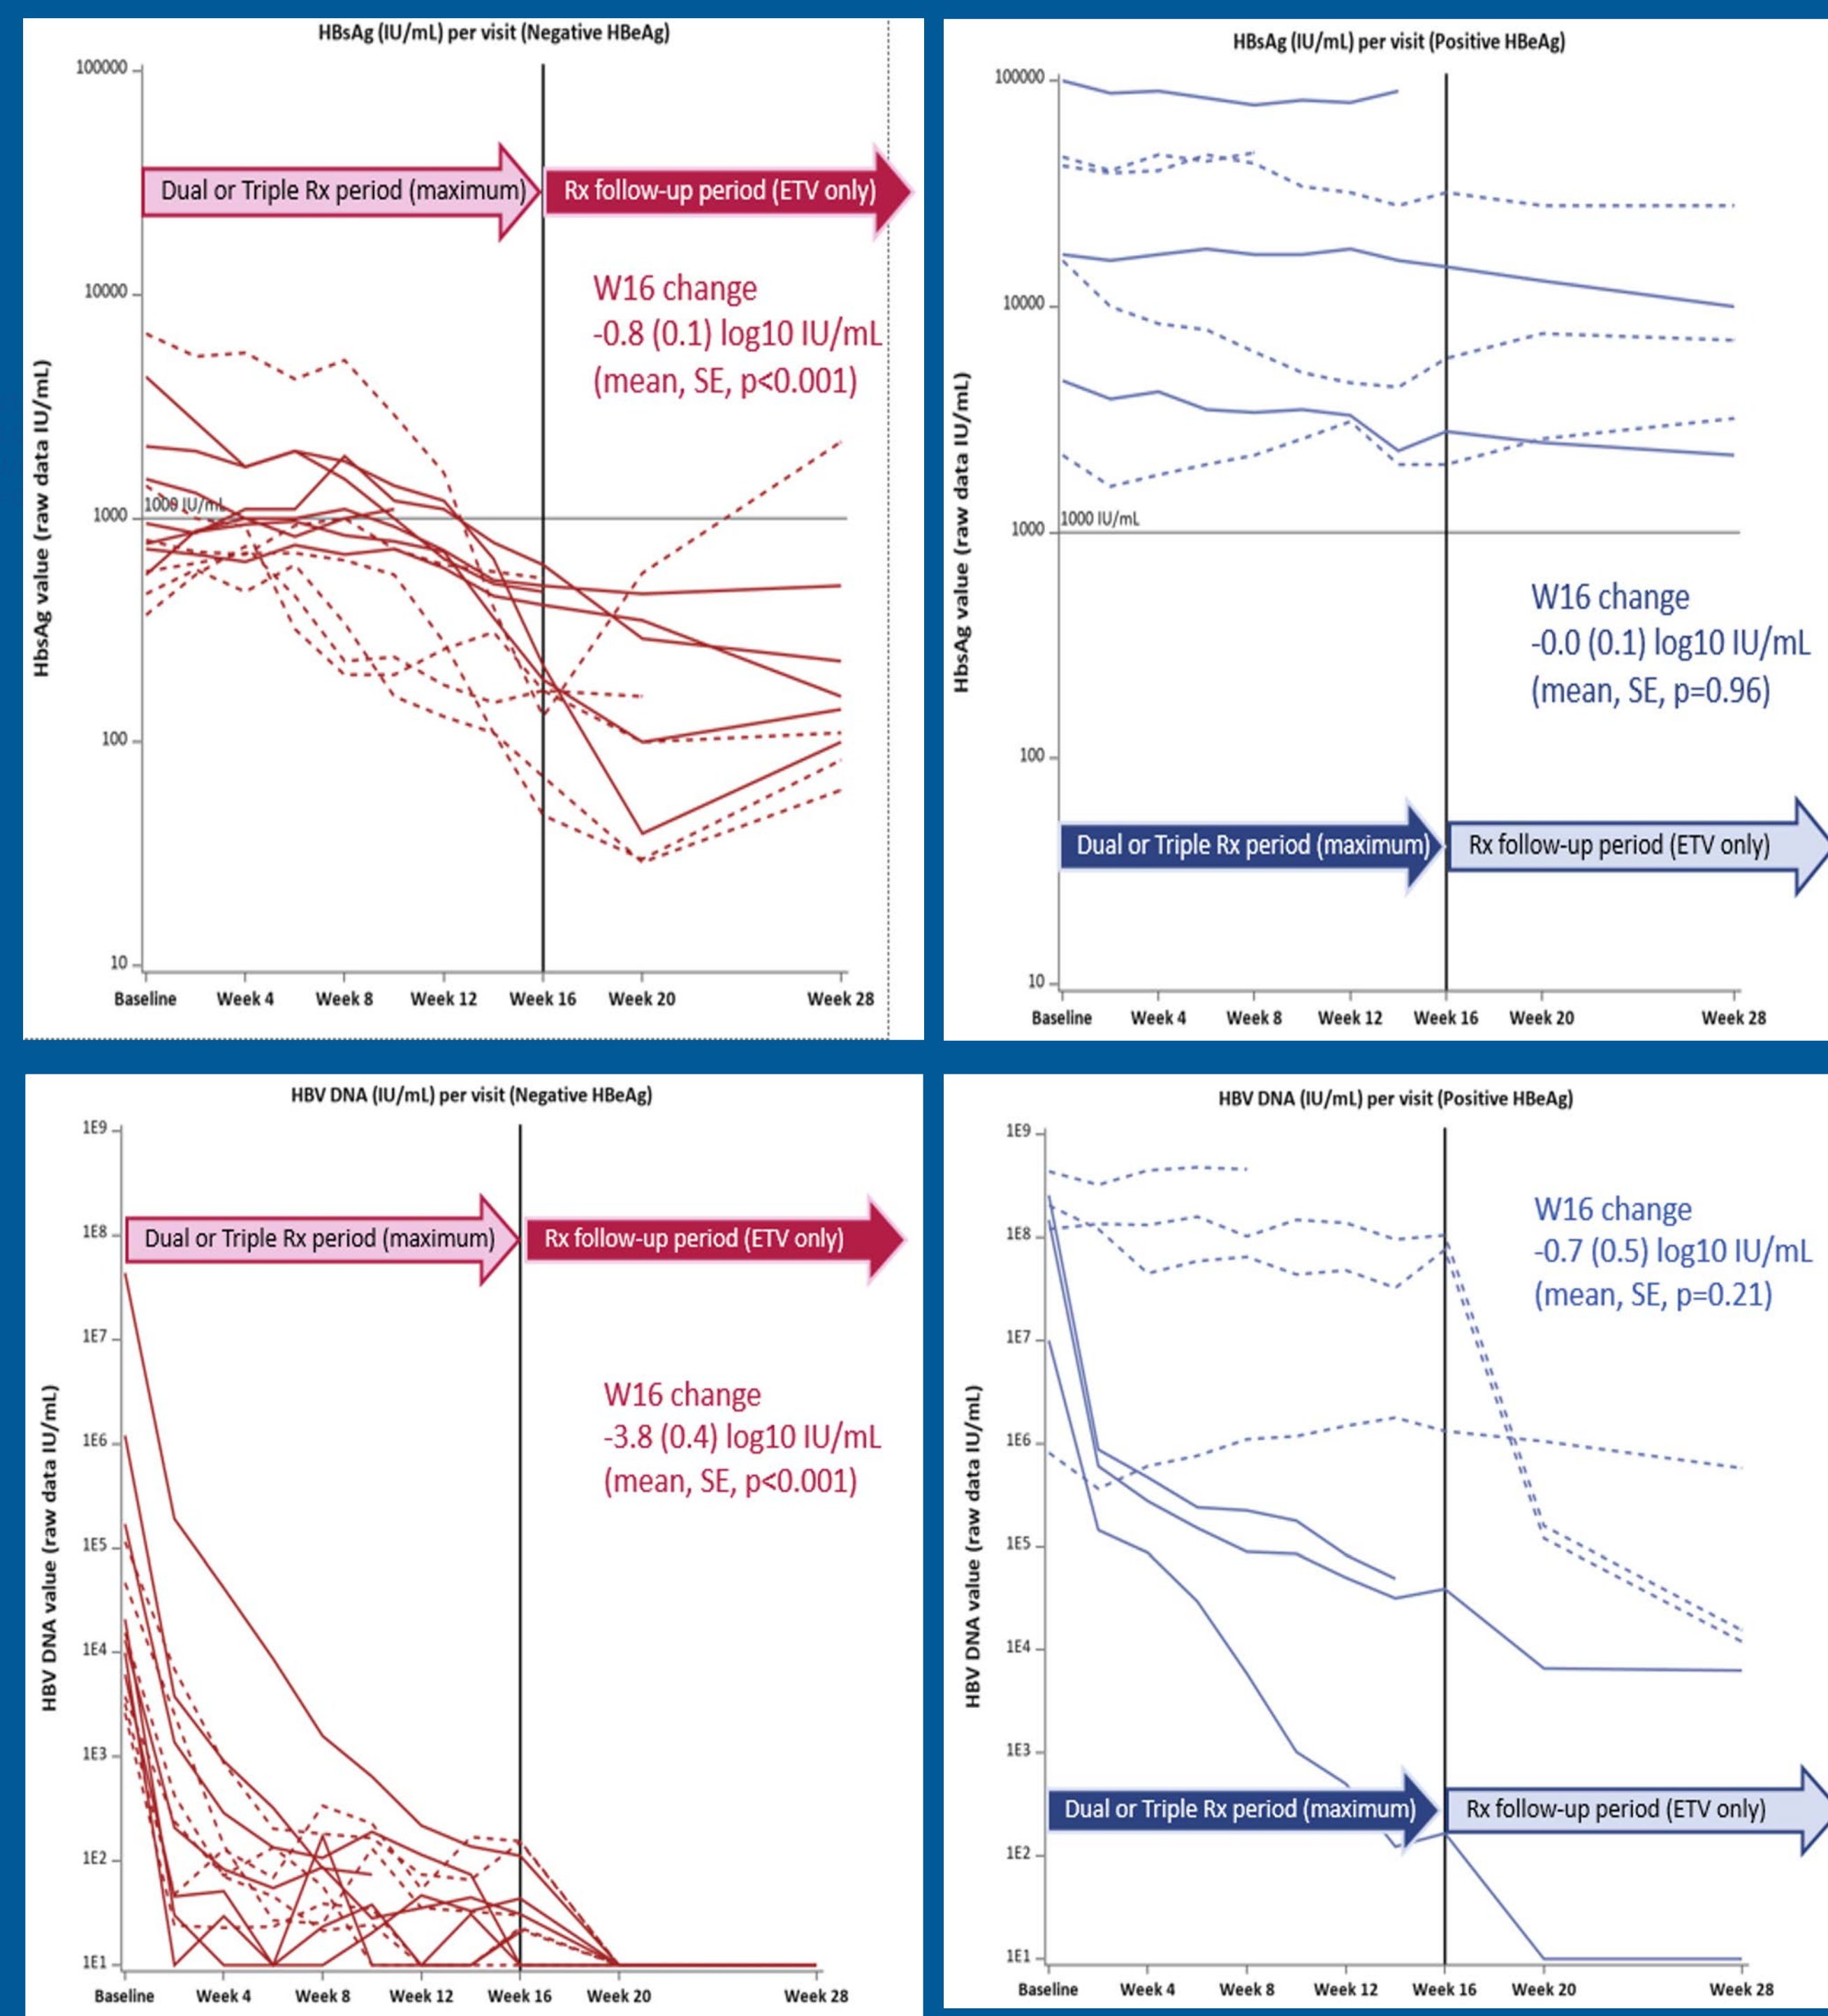 HBsAg (IU/mL) per visit (Negative HBeAg)
100000
10000
1000
100
10
HbsAg value (raw data IU/mL)
Dual or Triple Rx period (maximum)
Rx follow-up period (ETV only)
W16 change
-0.8 (0.1) log10 IU/mL
(mean, SE, p<0.001)
1000 IU/mL
Baseline Week 4 Week 8 Week 12 Week 16 Week 20 Week 28
HBsAg (IU/mL) per visit (Positive HBeAg)
100000
10000
1000
100
10
HbsAg value (raw data IU/mL)
1000 IU/mL
W16 change
-0.0 (0.1) log10 IU/mL
(mean, SE, p=0.96)
Dual or Triple Rx period (maximum)
Rx follow-up period (ETV only)
Baseline Week 4 Week 8 Week 12 Week 16 Week 20 Week 28
HBV DNA (IU/mL) per visit (Negative HBeAg)
1E9
1E8
1E7
1E6
1E5
1E4
1E3
1E2
1E1
HBV DNA value (raw data IU/mL)
Dual or Triple Rx period (maximum)
Rx follow-up period (ETV only)
W16 change
-3.8 (0.4) log10 IU/mL
(mean, SE, p<0.001)
Baseline Week 4 Week 8 Week 12 Week 16 Week 20 Week 28
HBV DNA (IU/mL) per visit (Positive HBeAg)
1E9
1E8
1E7
1E6
1E5
1E4
1E3
1E2
1E1
HBV DNA value (raw data IU/mL)
W16 change
-0.7 (0.5) log10 IU/mL
(mean, SE, p=0.21)
Dual or Triple Rx period (maximum)
Rx follow-up period (ETV only)
Baseline Week 4 Week 8 Week 12 Week 16 Week 20 Week 28